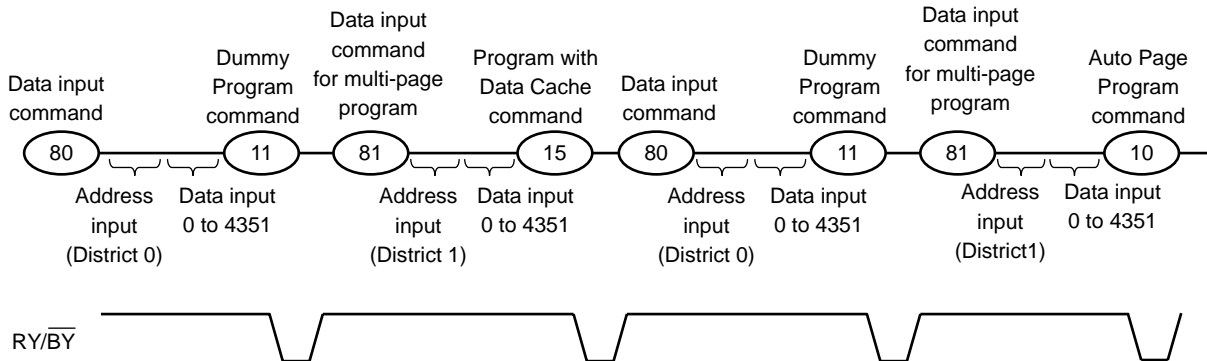 Data input
command
80
Address
input
(District 0)
Data input
0 to 4351
Dummy
Program
command
11
Data input
command
for multi-page
program
81
Address
input
(District 1)
Data input
0 to 4351
Program with
Data Cache
command
15
Data input
command
80
Address
input
(District 0)
Data input
0 to 4351
Dummy
Program
command
11
Data input
command
for multi-page
program
81
Address
input
(District1)
Data input
0 to 4351
Auto Page
Program
command
10
RY/B̅Y̅